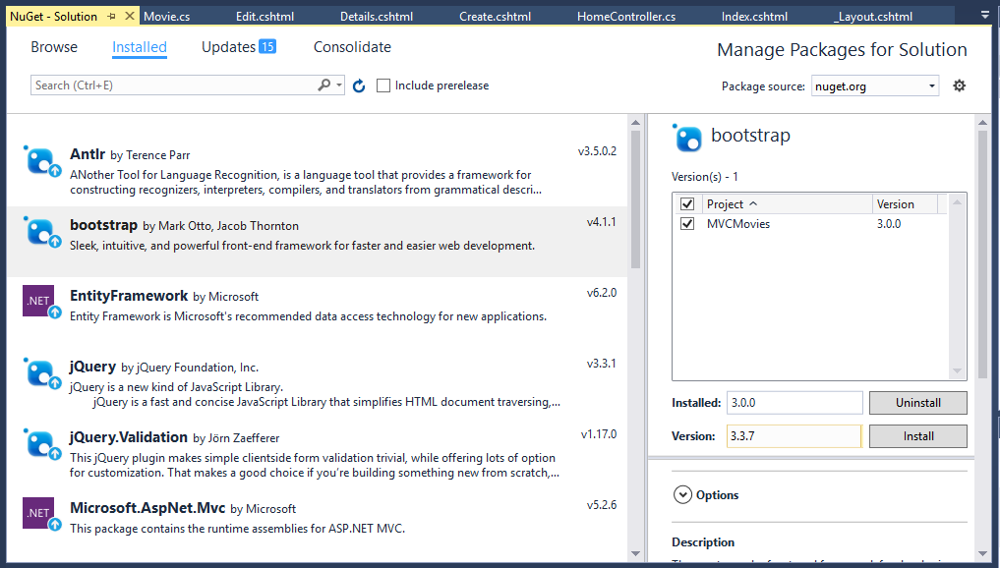 NuGet - Solution Movie.cs Edit.cshtml Details.cshtml Create.cshtml HomeController.cs Index.cshtml _Layout.cshtml
Browse Installed Updates 15 Consolidate
Manage Packages for Solution
Search (Ctrl+E) Include prerelease
Package source: nuget.org
Antlr by Terence Parr v3.5.0.2
ANother Tool for Language Recognition, is a language tool that provides a framework for
constructing recognizers, interpreters, compilers, and translators from grammatical descri...
bootstrap by Mark Otto, Jacob Thornton v4.1.1
Sleek, intuitive, and powerful front-end framework for faster and easier web development.
.NET EntityFramework by Microsoft v6.2.0
Entity Framework is Microsoft's recommended data access technology for new applications.
jQuery by jQuery Foundation, Inc. v3.3.1
jQuery is a new kind of JavaScript Library.
jQuery is a fast and concise JavaScript Library that simplifies HTML document traversing,...
jQuery.Validation by Jörn Zaefferer v1.17.0
This jQuery plugin makes simple clientside form validation trivial, while offering lots of option
for customization. That makes a good choice if you're building something new from scratch,...
.NET Microsoft.AspNet.Mvc by Microsoft v5.2.6
This package contains the runtime assemblies for ASP.NET MVC.
bootstrap
Version(s) - 1
Project Version
MVCMovies 3.0.0
Installed: 3.0.0 Uninstall
Version: 3.3.7 Install
Options
Description